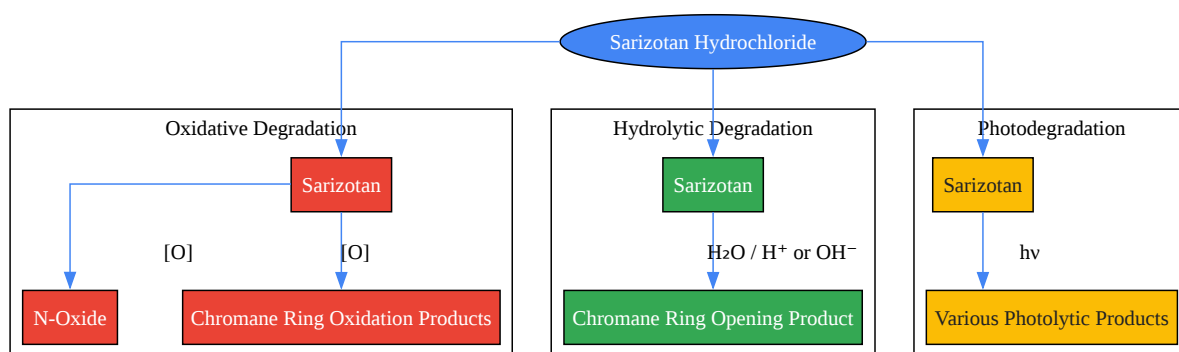 Sarizotan Hydrochloride
Oxidative Degradation
Hydrolytic Degradation
Photodegradation
Sarizotan
Sarizotan
Sarizotan
[O]
[O]
H₂O / H⁺ or OH⁻
hν
N-Oxide
Chromane Ring Oxidation Products
Chromane Ring Opening Product
Various Photolytic Products